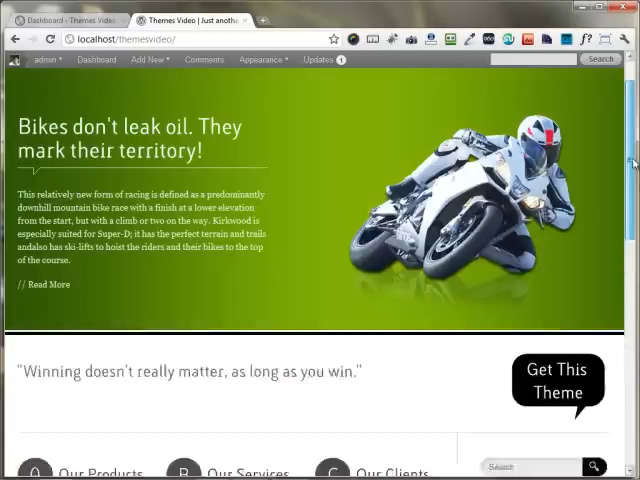 Dashboard ‹ Themes Video
Themes Video | Just anothe
localhost/themesvideo/
admin
Dashboard
Add New
Comments
Appearance
Updates 1
Search
Bikes don't leak oil. They
mark their territory!
This relatively new form of racing is defined as a predominantly
downhill mountain bike race with a finish at a lower elevation
from the start, but with a climb or two on the way. Kirkwood is
especially suited for Super-D; it has the perfect terrain and trails
andalso has ski-lifts to hoist the riders and their bikes to the top
of the course.
// Read More
"Winning doesn't really matter, as long as you win."
Get This
Theme
A Our Products
B Our Services
C Our Clients
Search